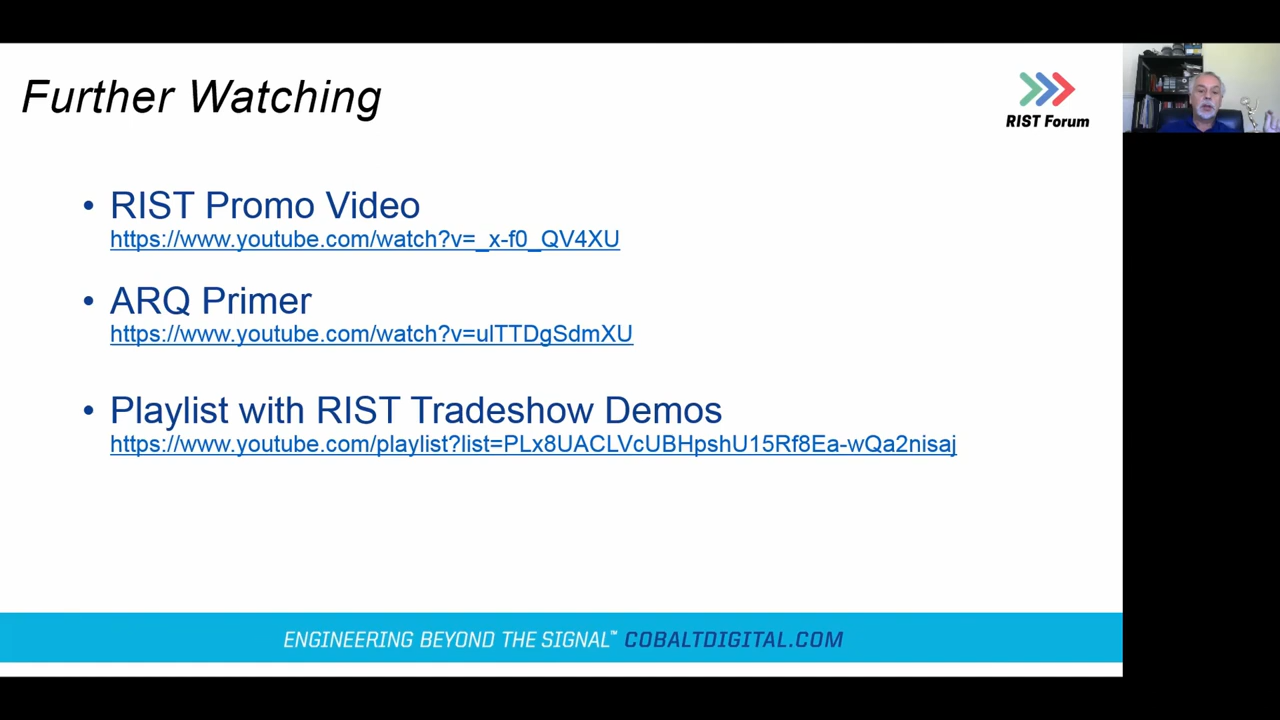 Further Watching
RIST Forum
• RIST Promo Video
https://www.youtube.com/watch?v=_x-f0_QV4XU
• ARQ Primer
https://www.youtube.com/watch?v=ulTTDgSdmXU
• Playlist with RIST Tradeshow Demos
https://www.youtube.com/playlist?list=PLx8UACLVcUBHpshU15Rf8Ea-wQa2nisaj
ENGINEERING BEYOND THE SIGNAL™ COBALTDIGITAL.COM